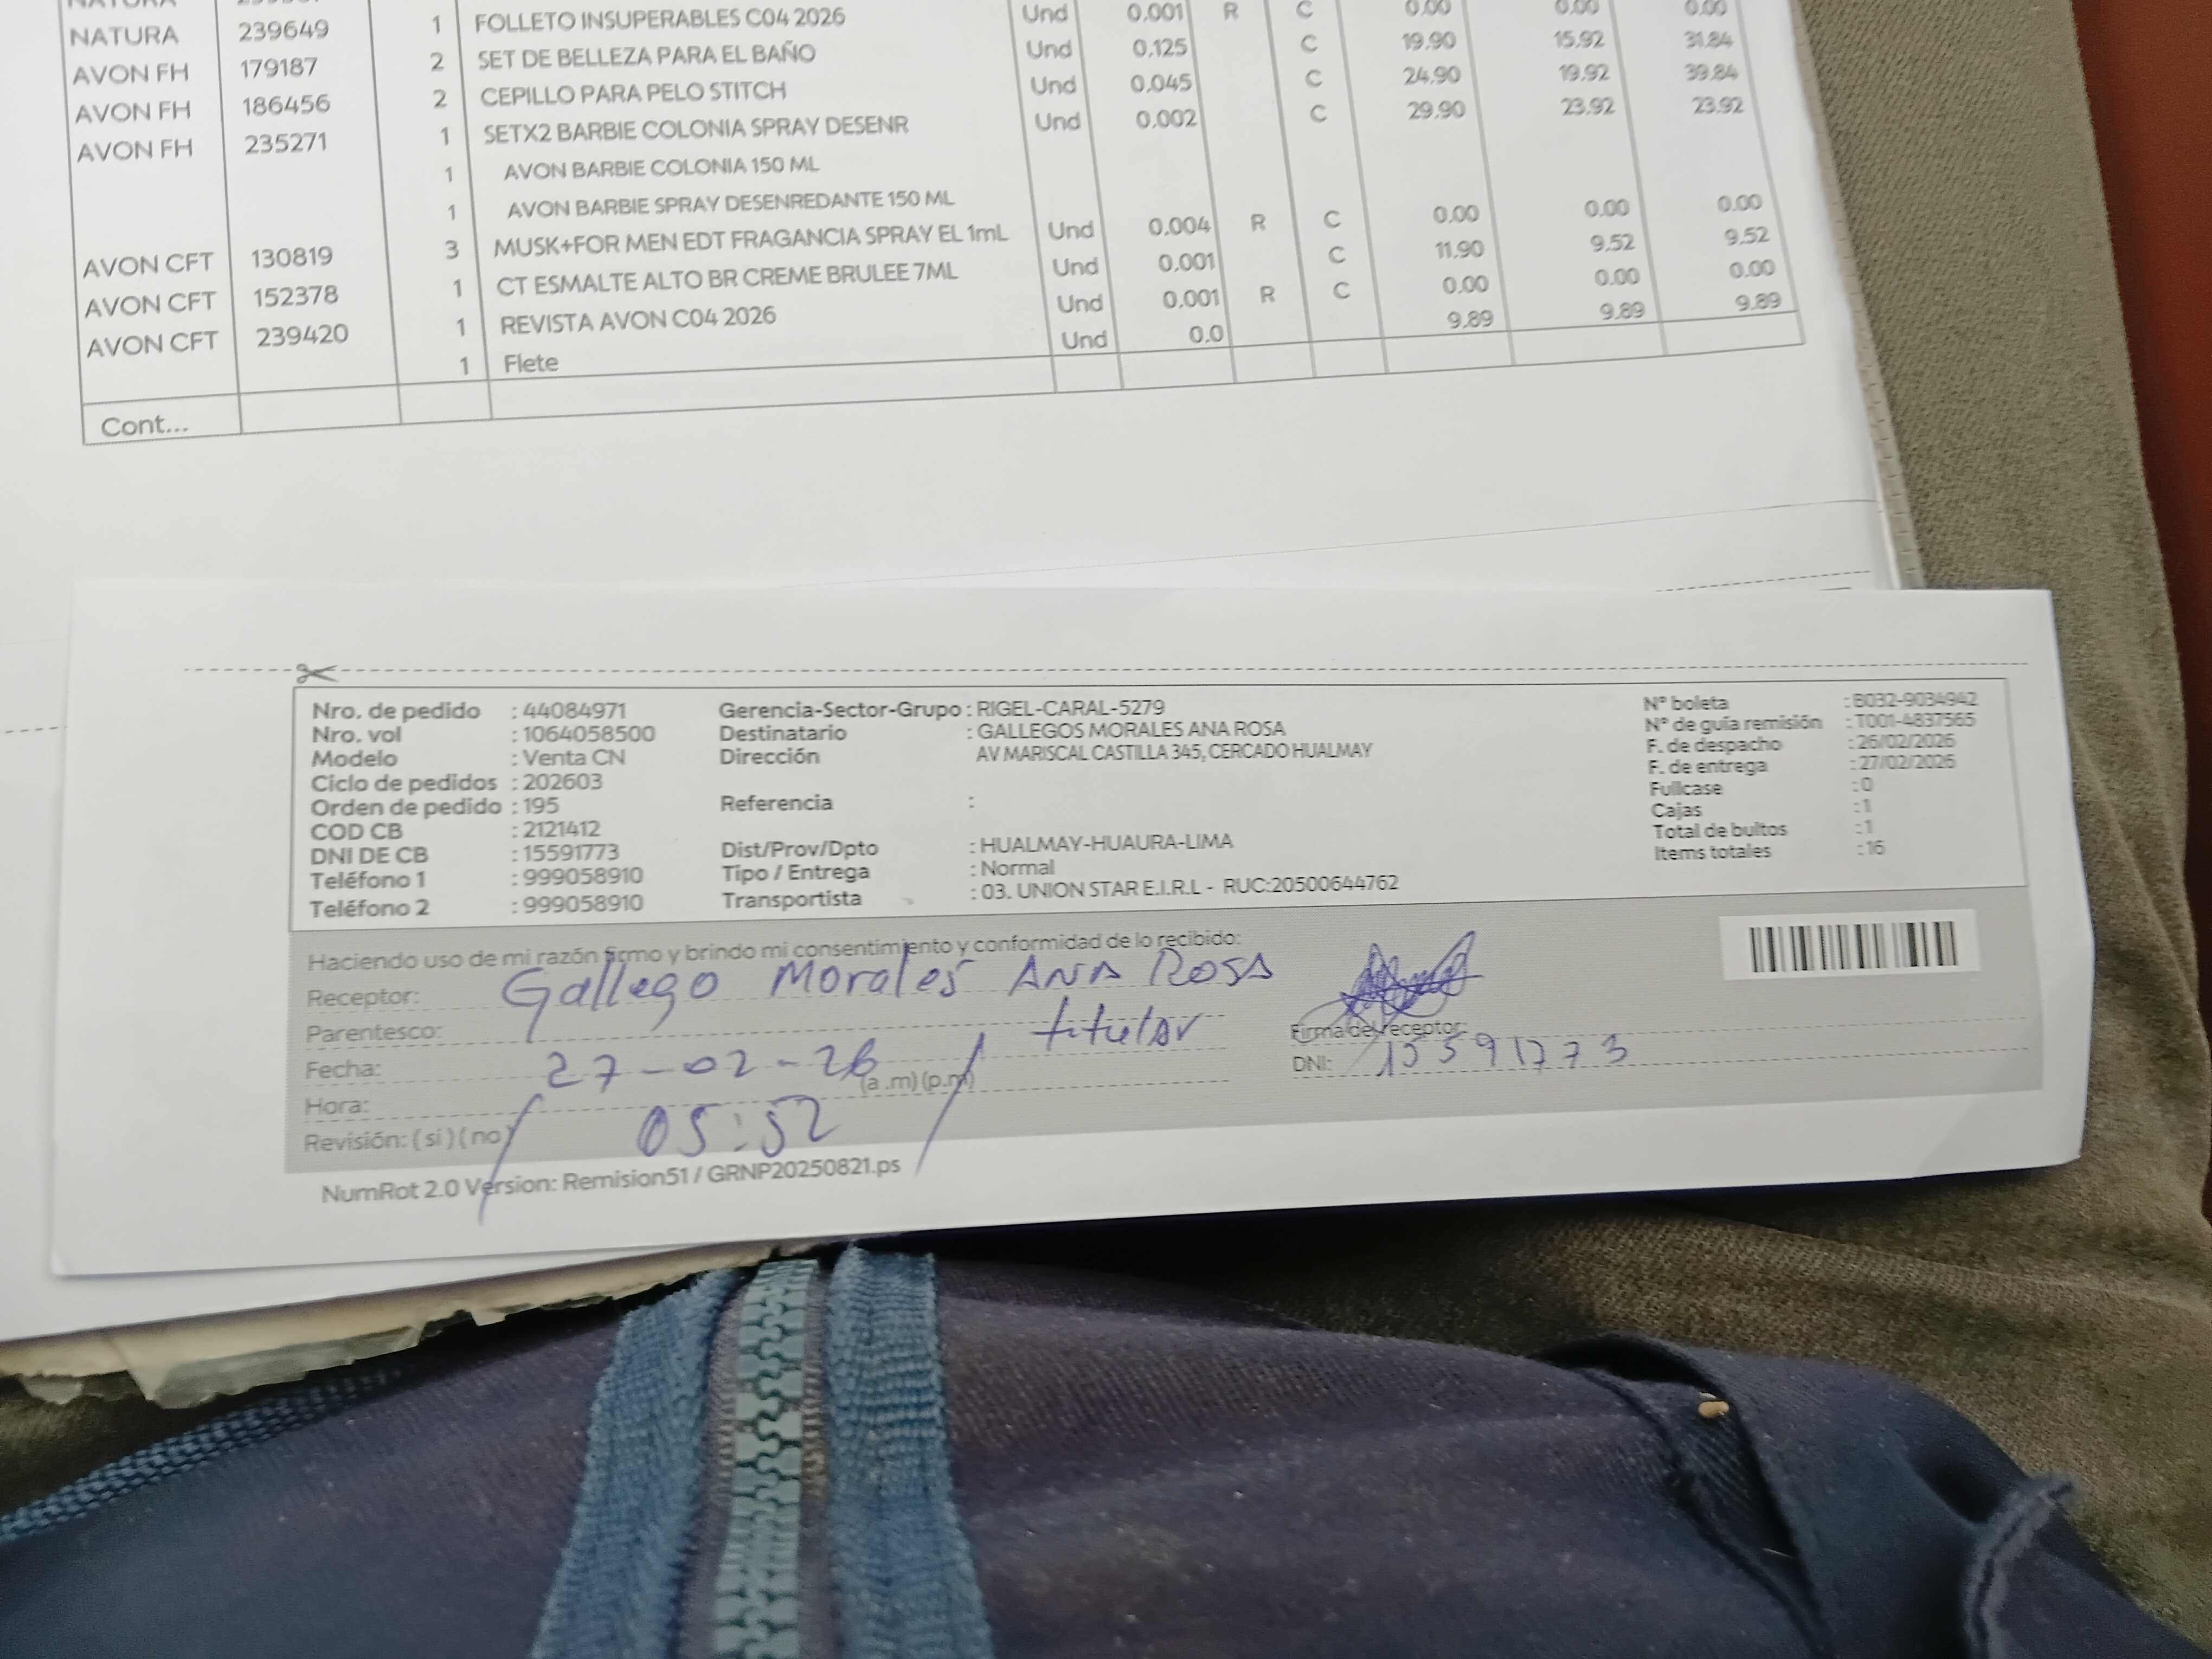 NATURA 239649 1 FOLLETO INSUPERABLES C04 2026 Und 0.001 R C 0.00 0.00 0.00
AVON FH 179187 2 SET DE BELLEZA PARA EL BAÑO Und 0.125 C 19.90 15.92 31.84
AVON FH 186456 2 CEPILLO PARA PELO STITCH Und 0.045 C 24.90 19.92 39.84
AVON FH 235271 1 SETX2 BARBIE COLONIA SPRAY DESENR Und 0.002 C 29.90 23.92 23.92
1 AVON BARBIE COLONIA 150 ML
1 AVON BARBIE SPRAY DESENREDANTE 150 ML
AVON CFT 130819 3 MUSK+FOR MEN EDT FRAGANCIA SPRAY EL 1mL Und 0.004 R C 0.00 0.00 0.00
AVON CFT 152378 1 CT ESMALTE ALTO BR CREME BRULEE 7ML Und 0.001 C 11.90 9.52 9.52
AVON CFT 239420 1 REVISTA AVON C04 2026 Und 0.001 R C 0.00 0.00 0.00
1 Flete Und 0.0 9.89 9.89 9.89
Cont...
Nro. de pedido : 44084971 Gerencia-Sector-Grupo : RIGEL-CARAL-5279 N° boleta : B032-9034942
Nro. vol : 1064058500 Destinatario : GALLEGOS MORALES ANA ROSA N° de guía remisión : T001-4837565
Modelo : Venta CN Dirección AV MARISCAL CASTILLA 345, CERCADO HUALMAY F. de despacho : 26/02/2026
Ciclo de pedidos : 202603 F. de entrega : 27/02/2026
Orden de pedido : 195 Referencia : Fullcase : 0
COD CB : 2121412 Cajas : 1
DNI DE CB : 15591773 Dist/Prov/Dpto : HUALMAY-HUAURA-LIMA Total de bultos : 1
Teléfono 1 : 999058910 Tipo / Entrega : Normal Items totales : 16
Teléfono 2 : 999058910 Transportista : 03. UNION STAR E.I.R.L - RUC:20500644762
Haciendo uso de mi razón firmo y brindo mi consentimiento y conformidad de lo recibido:
Receptor: Gallego Morales ANA ROSA
Parentesco: titular Firma de receptor:
Fecha: 27-02-26 DNI: 15591773
Hora: 05:52 (a .m) (p.m)
Revisión: ( si ) ( no )
NumRot 2.0 Version: Remision51 / GRNP20250821.ps